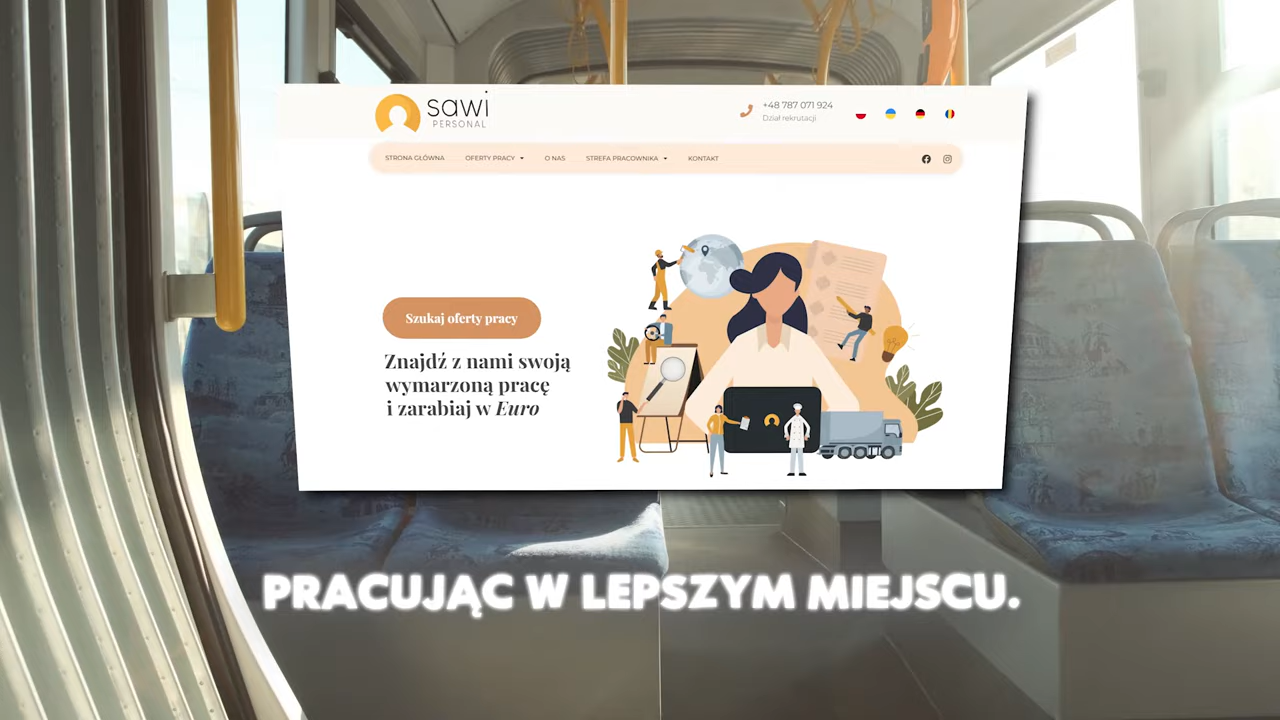 sawi
PERSONAL
+48 787 071 924
Dział rekrutacji
STRONA GŁÓWNA
OFERTY PRACY
O NAS
STREFA PRACOWNIKA
KONTAKT
Szukaj oferty pracy
Znajdź z nami swoją
wymarzoną pracę
i zarabiaj w Euro
PRACUJĄC W LEPSZYM MIEJSCU.